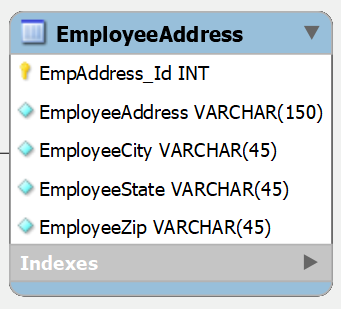 EmployeeAddress
EmpAddress_Id INT
EmployeeAddress VARCHAR(150)
EmployeeCity VARCHAR(45)
EmployeeState VARCHAR(45)
EmployeeZip VARCHAR(45)
Indexes